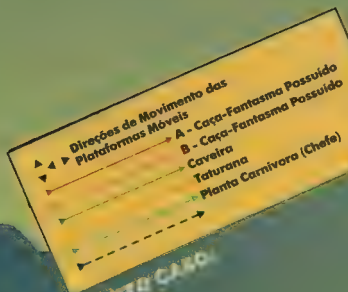 Direções de Movimento das
Plataformas Móveis
A - Caça-Fantasma Possuído
B - Caça-Fantasma Possuído
Caveira
Taturana
Planta Carnívora (Chefe)